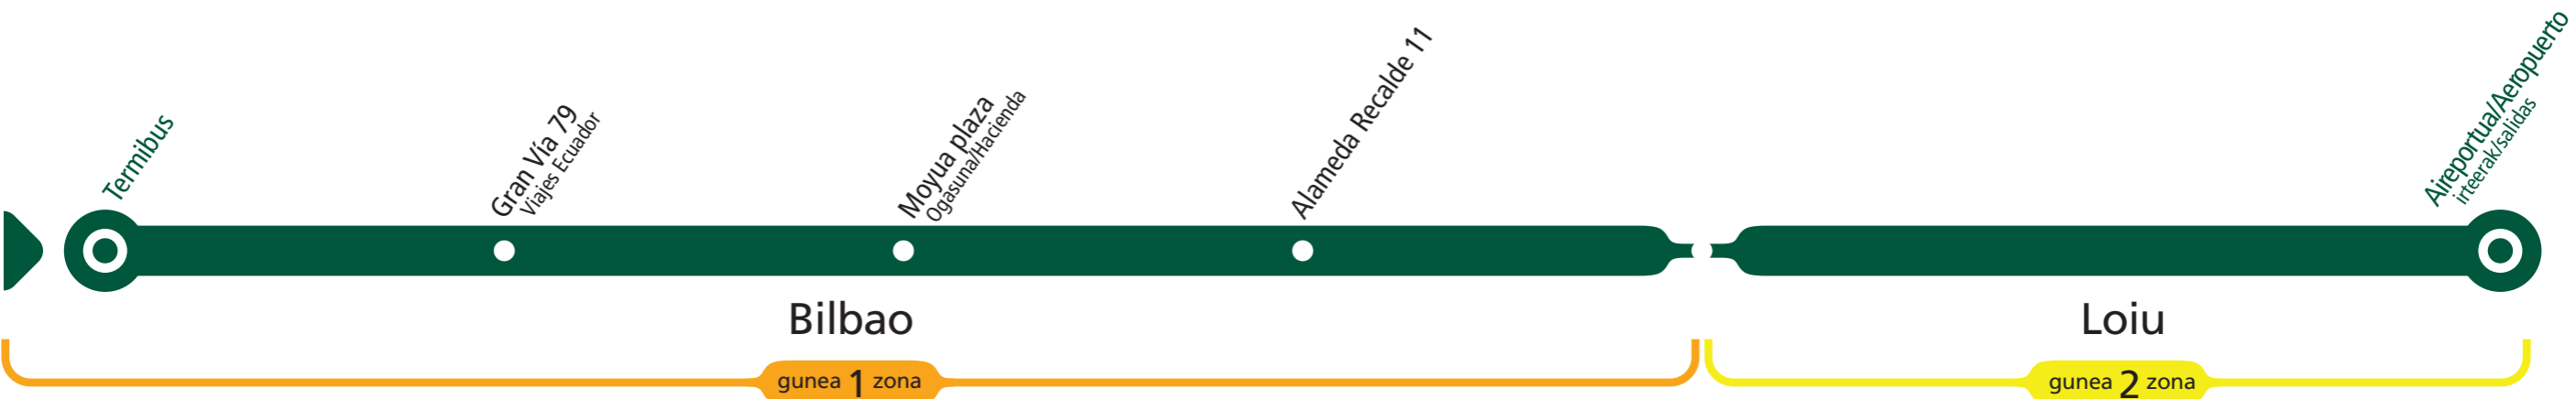 Termibus
Gran Vía 79
Viajes Ecuador
Moyua plaza
Ogasuna/Hacienda
Alameda Recalde 11
Aireportua/Aeropuerto
irteerak/salidas
Bilbao
Loiu
gunea 1 zona
gunea 2 zona